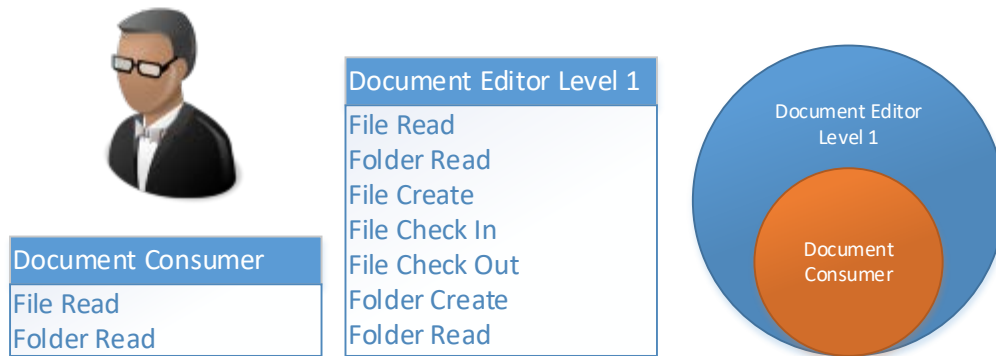 Document Consumer
File Read
Folder Read
Document Editor Level 1
File Read
Folder Read
File Create
File Check In
File Check Out
Folder Create
Folder Read
Document Editor
Level 1
Document
Consumer